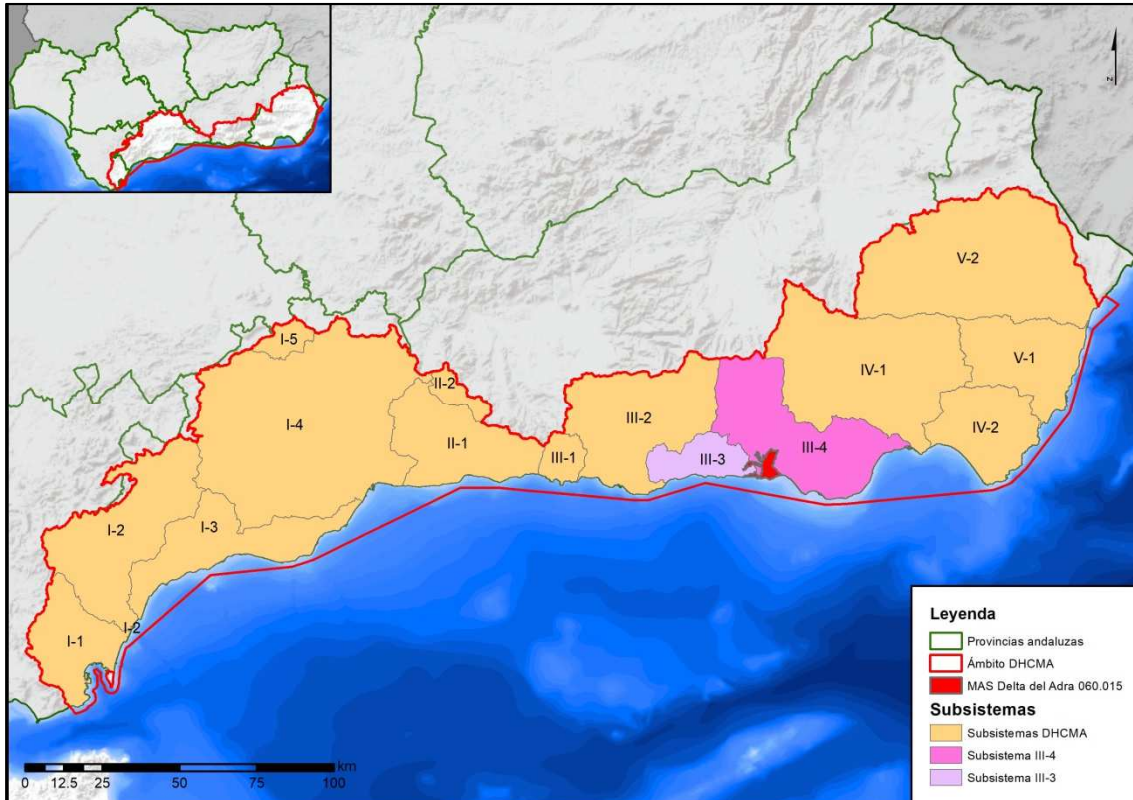 N
V-2
I-5
V-1
IV-1
II-2
I-4
III-2
II-1
IV-2
III-4
III-1
III-3
I-2
I-3
I-2
I-1
km
0 12.5 25 50 75 100
Leyenda
Provincias andaluzas
Ámbito DHCMA
MAS Delta del Adra 060.015
Subsistemas
Subsistemas DHCMA
Subsistema III-4
Subsistema III-3